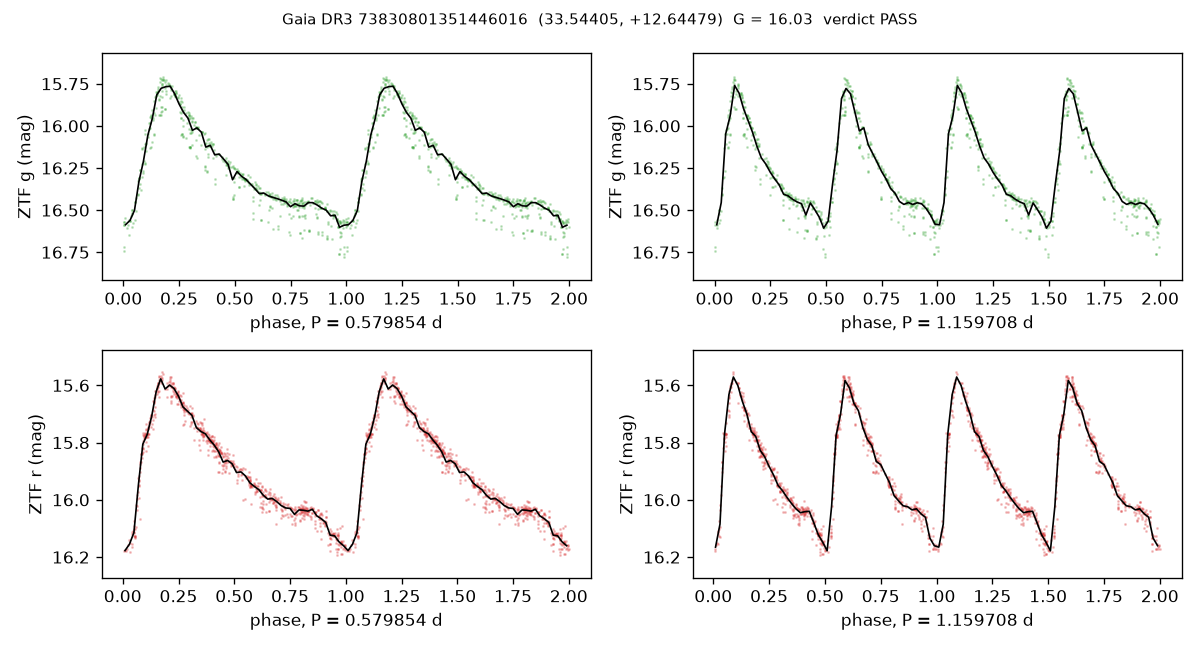 Gaia DR3 73830801351446016  (33.54405, +12.64479)  G = 16.03  verdict PASS
ZTF g (mag)
15.75
16.00
16.25
16.50
16.75
0.00 0.25 0.50 0.75 1.00 1.25 1.50 1.75 2.00
phase, P = 0.579854 d
ZTF g (mag)
15.75
16.00
16.25
16.50
16.75
0.00 0.25 0.50 0.75 1.00 1.25 1.50 1.75 2.00
phase, P = 1.159708 d
ZTF r (mag)
15.6
15.8
16.0
16.2
0.00 0.25 0.50 0.75 1.00 1.25 1.50 1.75 2.00
phase, P = 0.579854 d
ZTF r (mag)
15.6
15.8
16.0
16.2
0.00 0.25 0.50 0.75 1.00 1.25 1.50 1.75 2.00
phase, P = 1.159708 d